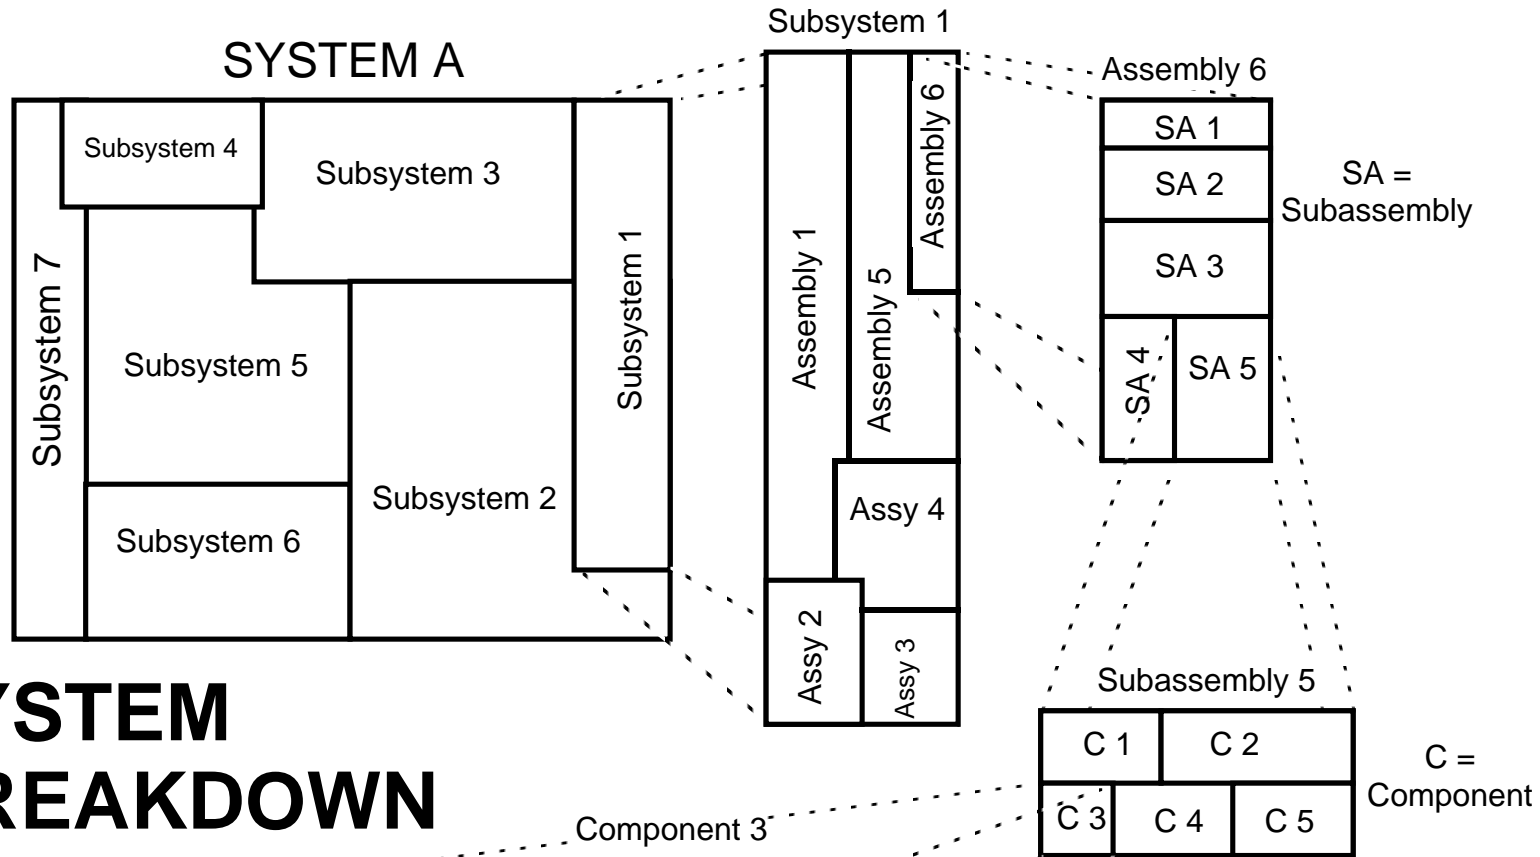 Subsystem 1
SYSTEM A
Assembly 6
Subsystem 4
Subsystem 3
Subsystem 7
Subsystem 5
Subsystem 1
Subsystem 2
Subsystem 6
Assembly 1
Assembly 5
Assembly 6
Assy 4
Assy 2
Assy 3
SA 1
SA 2
SA 3
SA 4
SA 5
SA =
Subassembly
YSTEM
REAKDOWN
Subassembly 5
C 1
C 2
C 3
C 4
C 5
C =
Component
Component 3